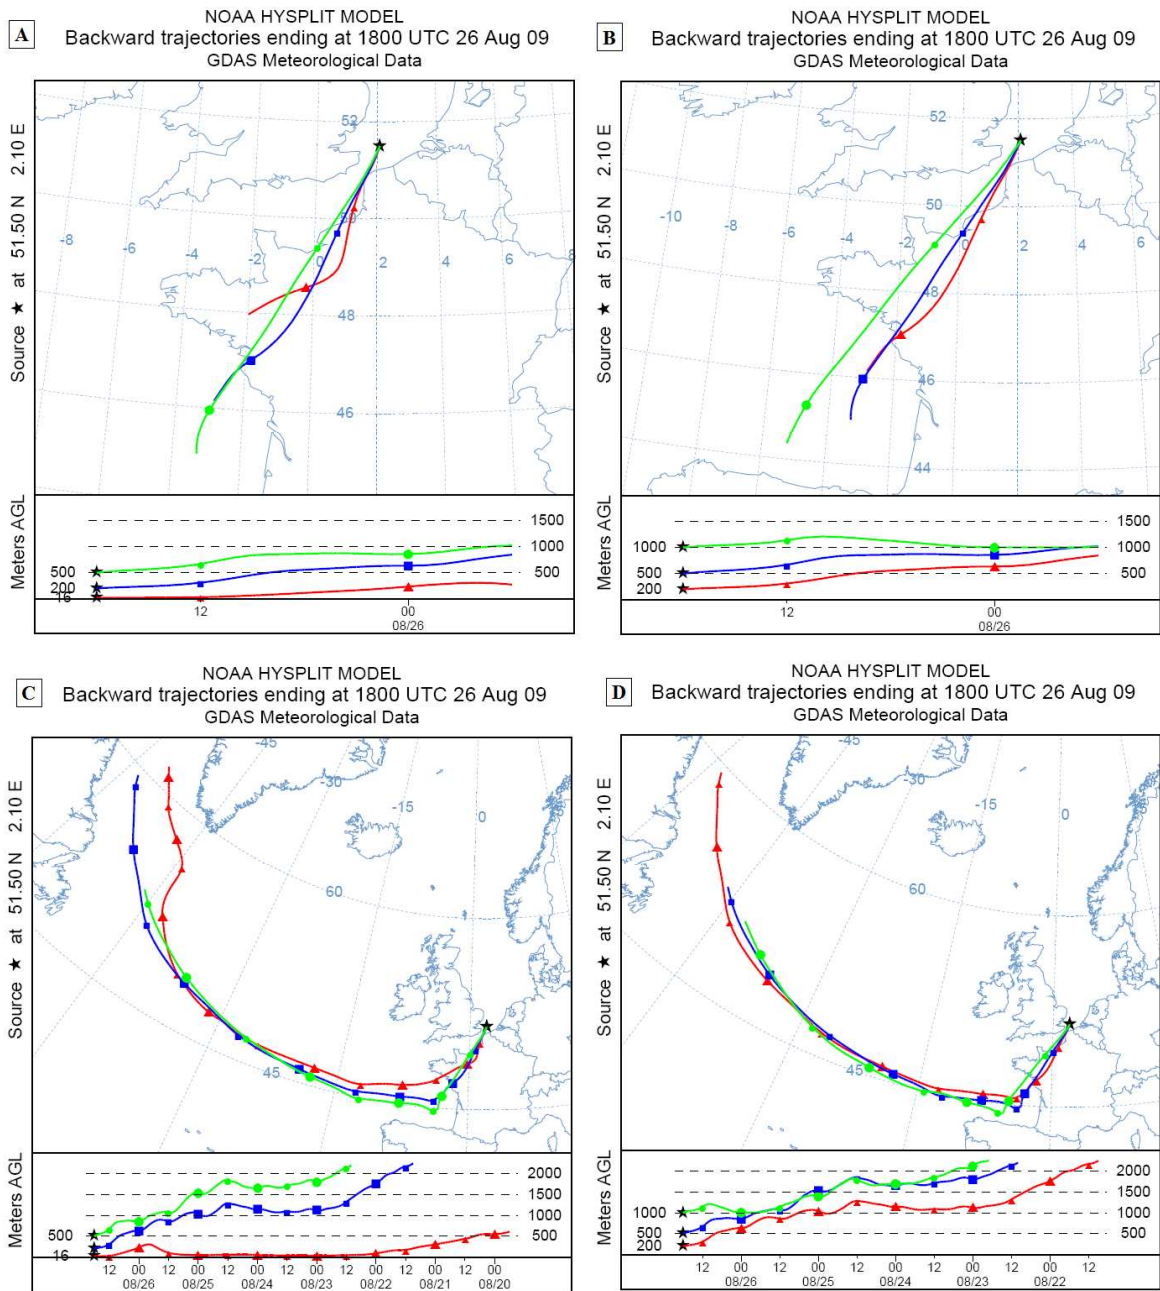 A
NOAA HYSPLIT MODEL
Backward trajectories ending at 1800 UTC 26 Aug 09
GDAS Meteorological Data
Source ★ at 51.50 N 2.10 E
52
50
-8
-6
-4
-2
0
2
4
6
8
48
46
Meters AGL
1500
1000
500
500
200
16
12
00
08/26
B
NOAA HYSPLIT MODEL
Backward trajectories ending at 1800 UTC 26 Aug 09
GDAS Meteorological Data
Source ★ at 51.50 N 2.10 E
52
50
-10
-8
-6
-4
-2
0
2
4
6
48
46
44
Meters AGL
1500
1000
500
1000
500
200
12
00
08/26
C
NOAA HYSPLIT MODEL
Backward trajectories ending at 1800 UTC 26 Aug 09
GDAS Meteorological Data
Source ★ at 51.50 N 2.10 E
-45
-30
-15
0
60
45
Meters AGL
2000
1500
1000
500
500
16
12 00 12 00 12 00 12 00 12 00 12 00 12 00
08/26 08/25 08/24 08/23 08/22 08/21 08/20
D
NOAA HYSPLIT MODEL
Backward trajectories ending at 1800 UTC 26 Aug 09
GDAS Meteorological Data
Source ★ at 51.50 N 2.10 E
-45
-30
-15
0
60
45
Meters AGL
2000
1500
1000
500
1000
500
200
12 00 12 00 12 00 12 00 12 00 12
08/26 08/25 08/24 08/23 08/22